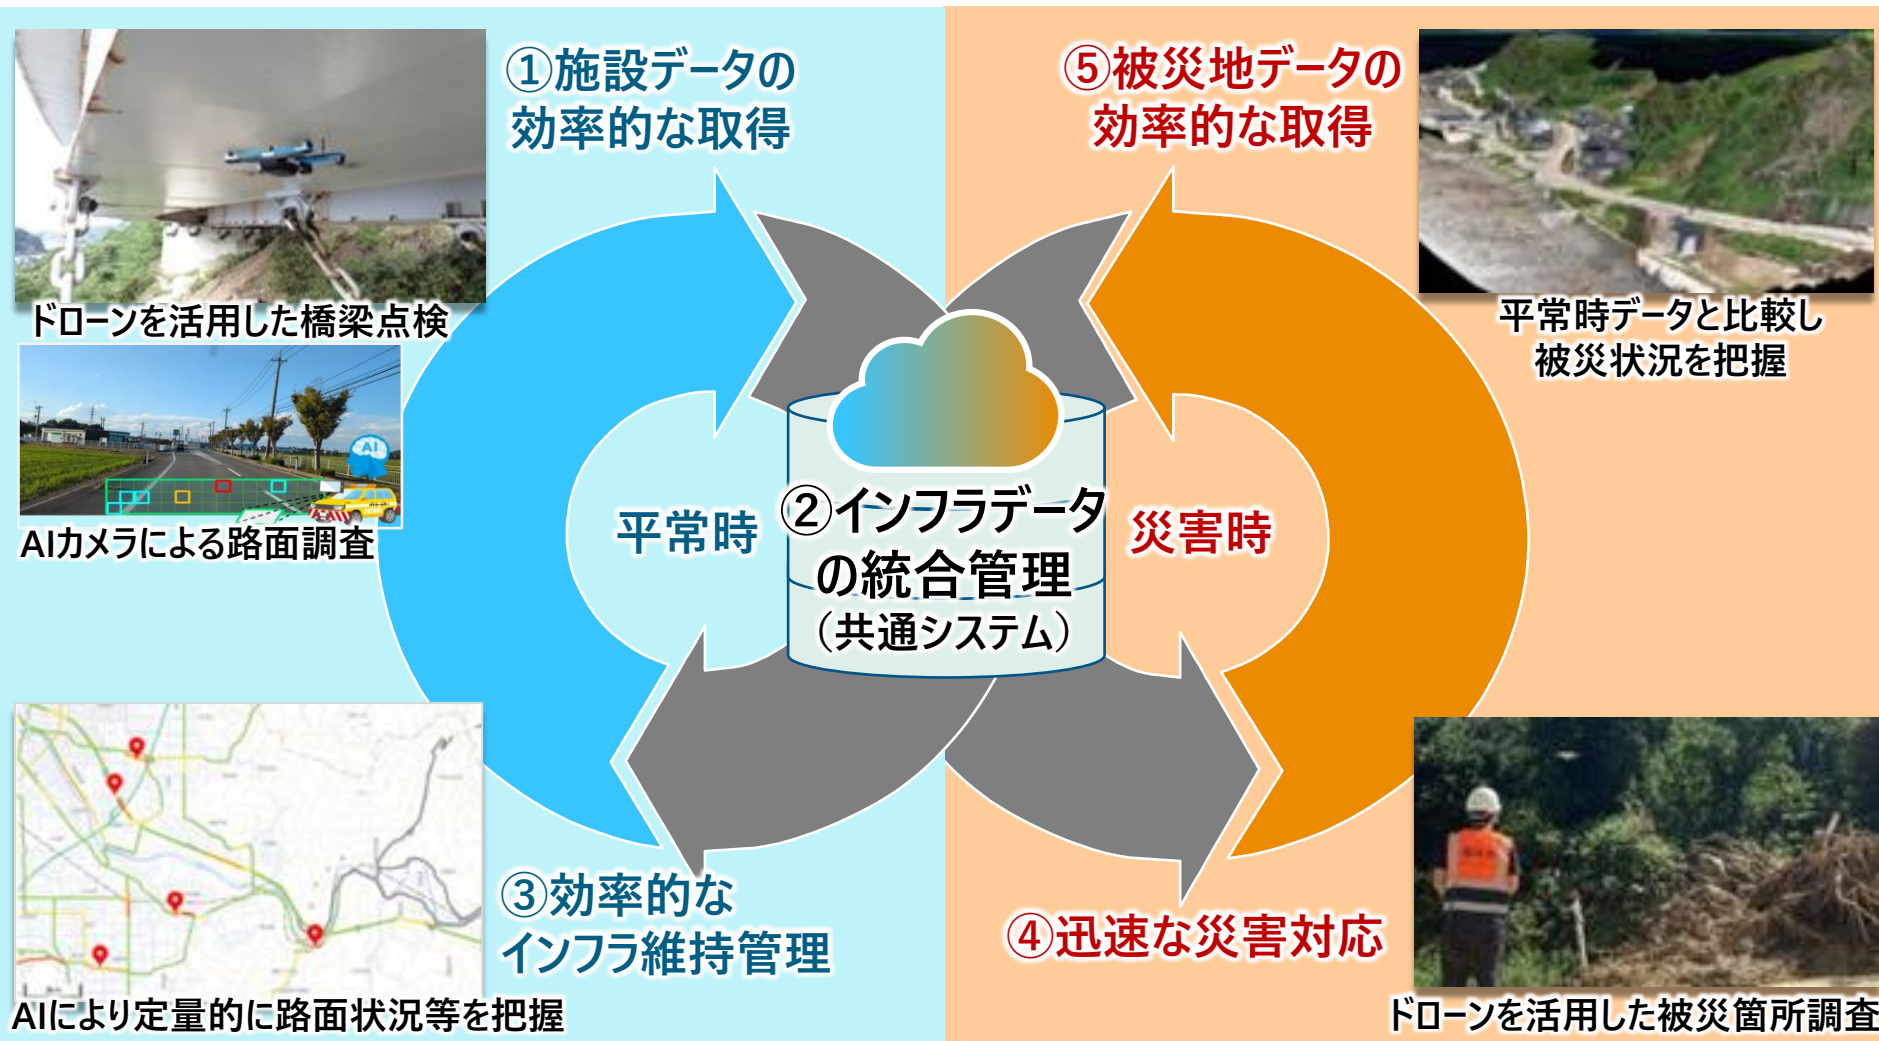 ①施設データの
効率的な取得
ドローンを活用した橋梁点検
AI
AIカメラによる路面調査
平常時
②インフラデータ
の統合管理
（共通システム）
③効率的な
インフラ維持管理
AIにより定量的に路面状況等を把握
⑤被災地データの
効率的な取得
平常時データと比較し
被災状況を把握
災害時
④迅速な災害対応
ドローンを活用した被災箇所調査